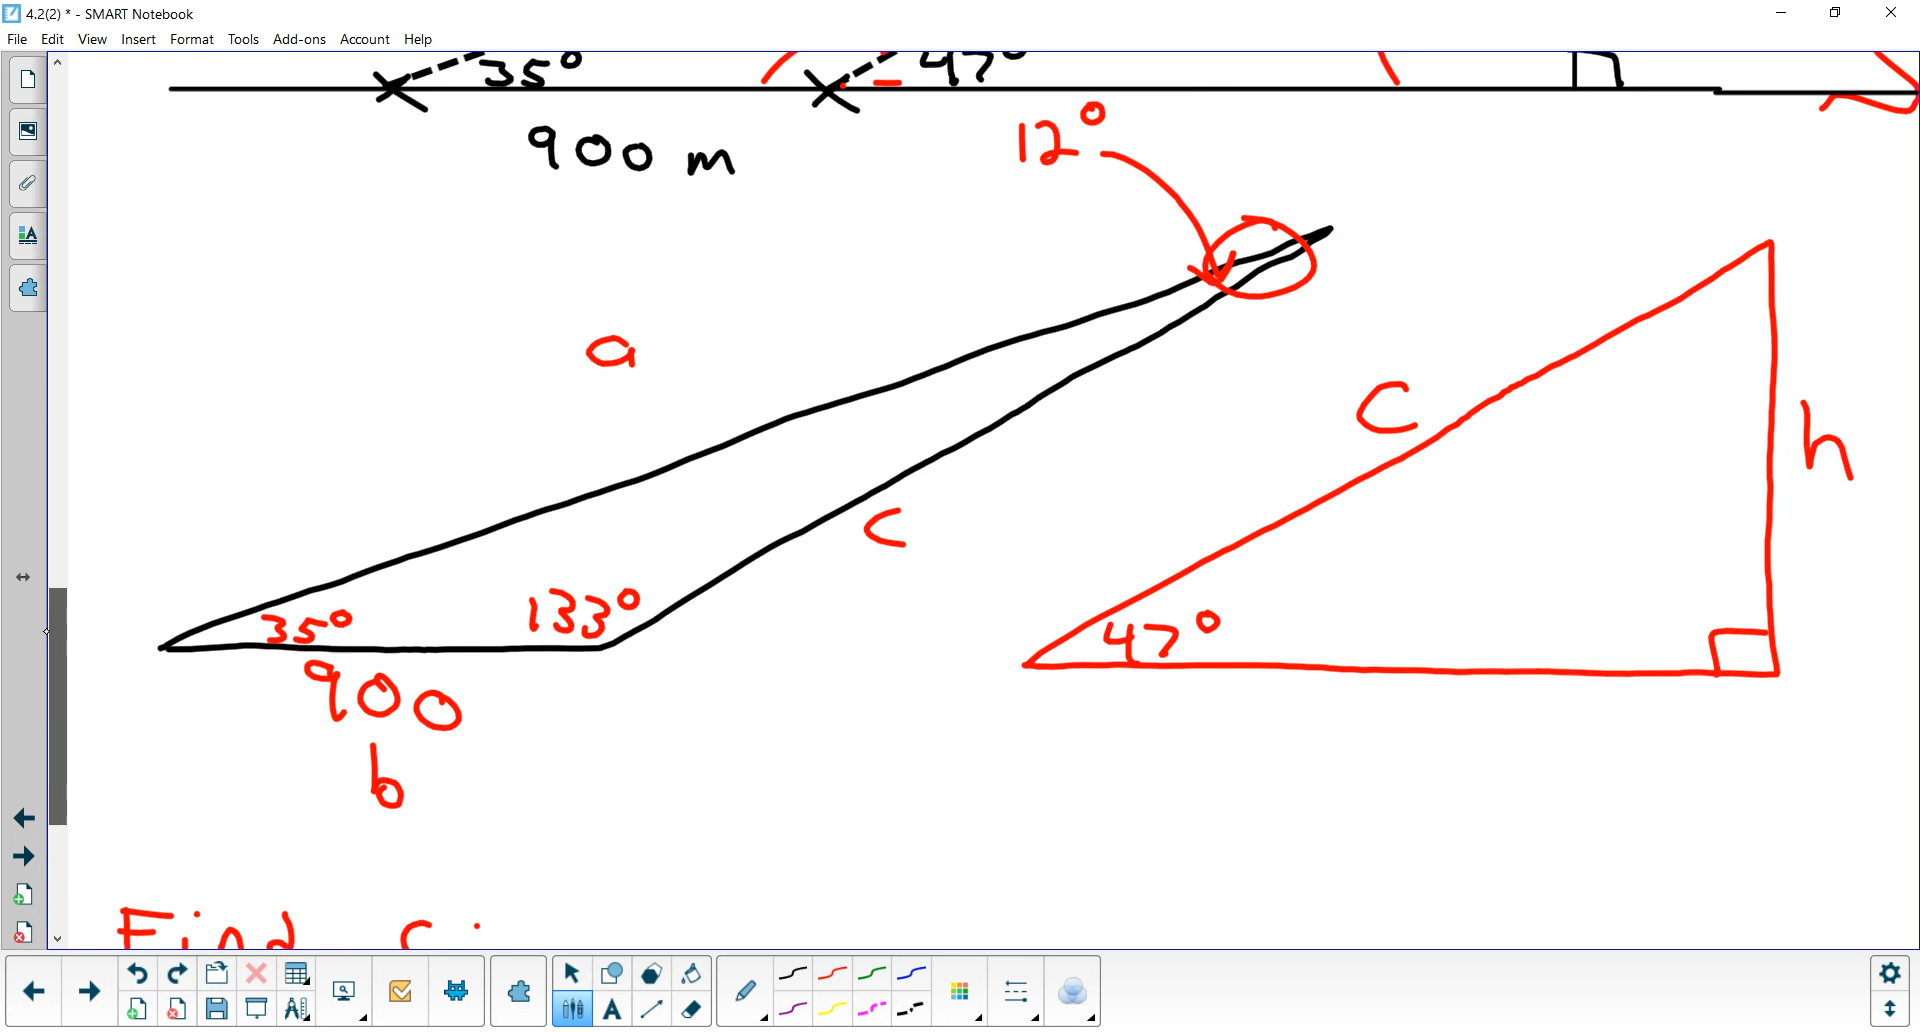 4.2(2) * - SMART Notebook
File Edit View Insert Format Tools Add-ons Account Help
35° 47°
900 m
12°
a
c
C
h
35° 133°
47°
900
b
Find c:
A